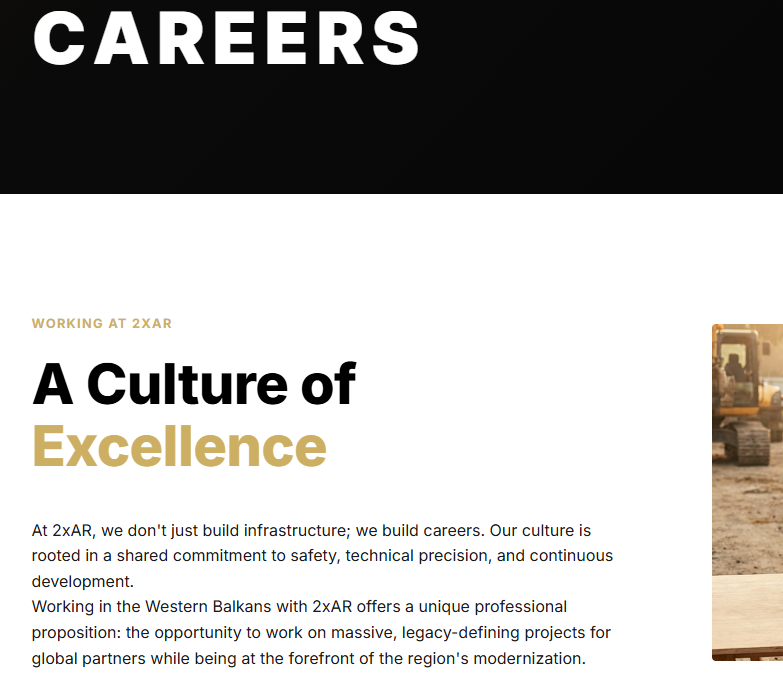 CAREERS
WORKING AT 2XAR
A Culture of
Excellence
At 2xAR, we don't just build infrastructure; we build careers. Our culture is
rooted in a shared commitment to safety, technical precision, and continuous
development.
Working in the Western Balkans with 2xAR offers a unique professional
proposition: the opportunity to work on massive, legacy-defining projects for
global partners while being at the forefront of the region's modernization.